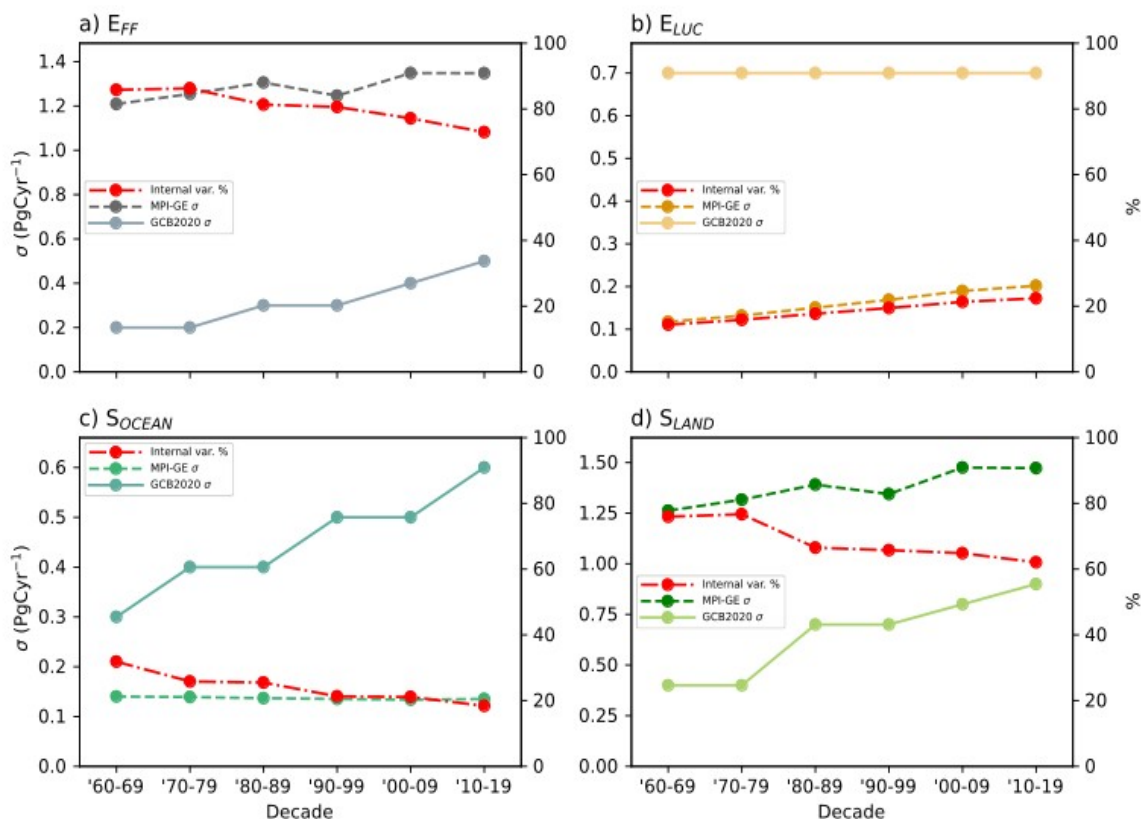 a) E_FF
1.4
1.2
1.0
0.8
0.6
0.4
0.2
0.0
σ (PgCyr⁻¹)
Internal var. %
MPI-GE σ
GCB2020 σ
100
80
60
40
20
0
b) E_LUC
0.7
0.6
0.5
0.4
0.3
0.2
0.1
0.0
Internal var. %
MPI-GE σ
GCB2020 σ
100
80
60
40
20
0
%
c) S_OCEAN
0.6
0.5
0.4
0.3
0.2
0.1
0.0
σ (PgCyr⁻¹)
Internal var. %
MPI-GE σ
GCB2020 σ
100
80
60
40
20
0
'60-69 '70-79 '80-89 '90-99 '00-09 '10-19
Decade
d) S_LAND
1.50
1.25
1.00
0.75
0.50
0.25
0.00
Internal var. %
MPI-GE σ
GCB2020 σ
100
80
60
40
20
0
%
'60-69 '70-79 '80-89 '90-99 '00-09 '10-19
Decade